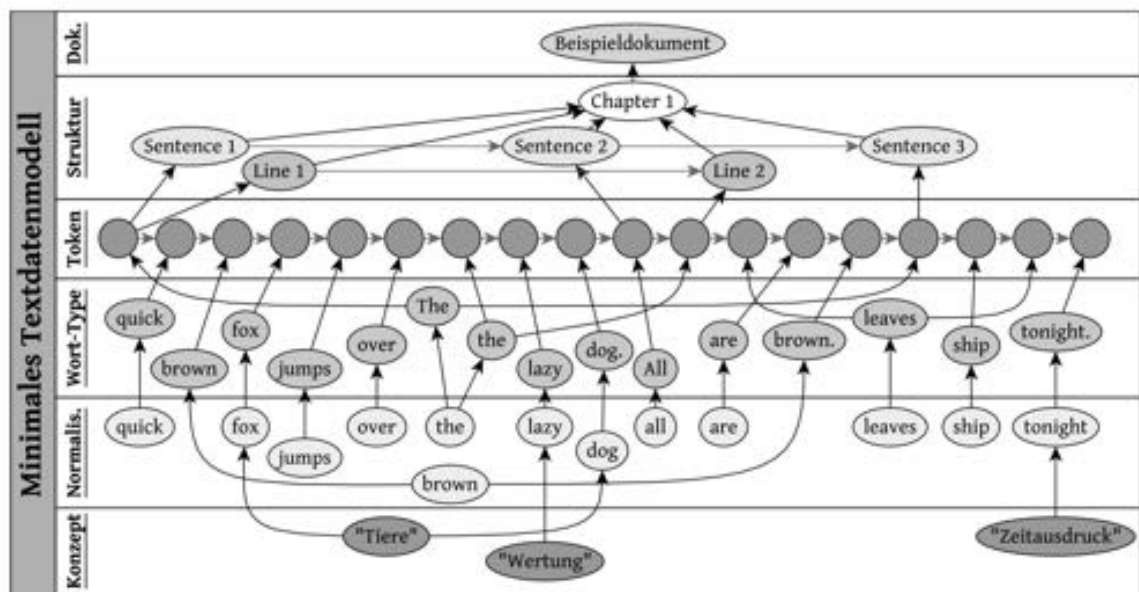 Minimales Textdatenmodell
Dok.
Beispieldokument
Struktur
Chapter 1
Sentence 1
Sentence 2
Sentence 3
Line 1
Line 2
Token
Wort-Type
quick
brown
fox
jumps
over
The
the
lazy
dog.
All
are
brown.
leaves
ship
tonight.
Normalis.
quick
fox
jumps
over
the
brown
lazy
dog
all
are
leaves
ship
tonight
Konzept
"Tiere"
"Wertung"
"Zeitausdruck"